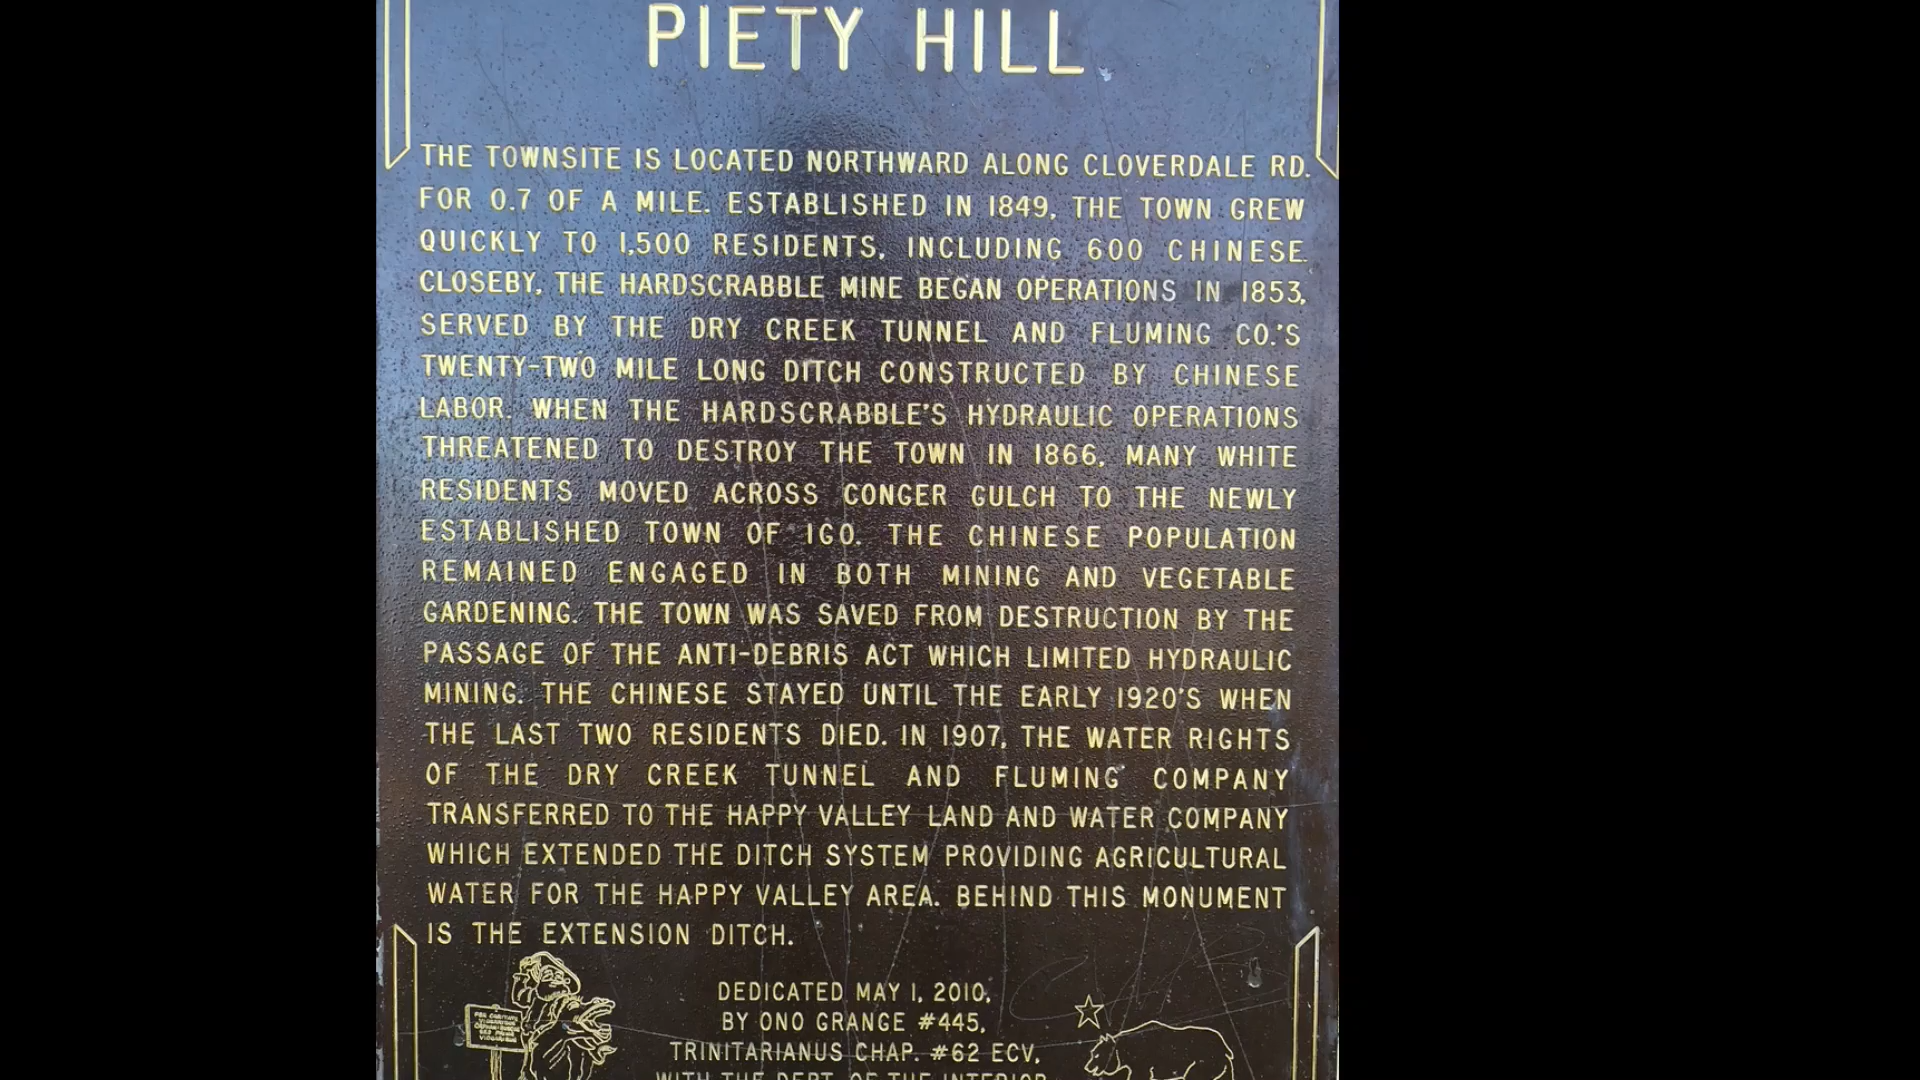 PIETY HILL
THE TOWNSITE IS LOCATED NORTHWARD ALONG CLOVERDALE RD.
FOR 0.7 OF A MILE. ESTABLISHED IN 1849, THE TOWN GREW
QUICKLY TO 1,500 RESIDENTS, INCLUDING 600 CHINESE.
CLOSEBY, THE HARDSCRABBLE MINE BEGAN OPERATIONS IN 1853,
SERVED BY THE DRY CREEK TUNNEL AND FLUMING CO.'S
TWENTY-TWO MILE LONG DITCH CONSTRUCTED BY CHINESE
LABOR. WHEN THE HARDSCRABBLE'S HYDRAULIC OPERATIONS
THREATENED TO DESTROY THE TOWN IN 1866, MANY WHITE
RESIDENTS MOVED ACROSS CONGER GULCH TO THE NEWLY
ESTABLISHED TOWN OF IGO. THE CHINESE POPULATION
REMAINED ENGAGED IN BOTH MINING AND VEGETABLE
GARDENING. THE TOWN WAS SAVED FROM DESTRUCTION BY THE
PASSAGE OF THE ANTI-DEBRIS ACT WHICH LIMITED HYDRAULIC
MINING. THE CHINESE STAYED UNTIL THE EARLY 1920'S WHEN
THE LAST TWO RESIDENTS DIED. IN 1907, THE WATER RIGHTS
OF THE DRY CREEK TUNNEL AND FLUMING COMPANY
TRANSFERRED TO THE HAPPY VALLEY LAND AND WATER COMPANY
WHICH EXTENDED THE DITCH SYSTEM PROVIDING AGRICULTURAL
WATER FOR THE HAPPY VALLEY AREA. BEHIND THIS MONUMENT
IS THE EXTENSION DITCH.
DEDICATED MAY 1, 2010,
BY ONO GRANGE #445,
TRINITARIANUS CHAP. #62 ECV,
WITH THE DEPT. OF THE INTERIOR